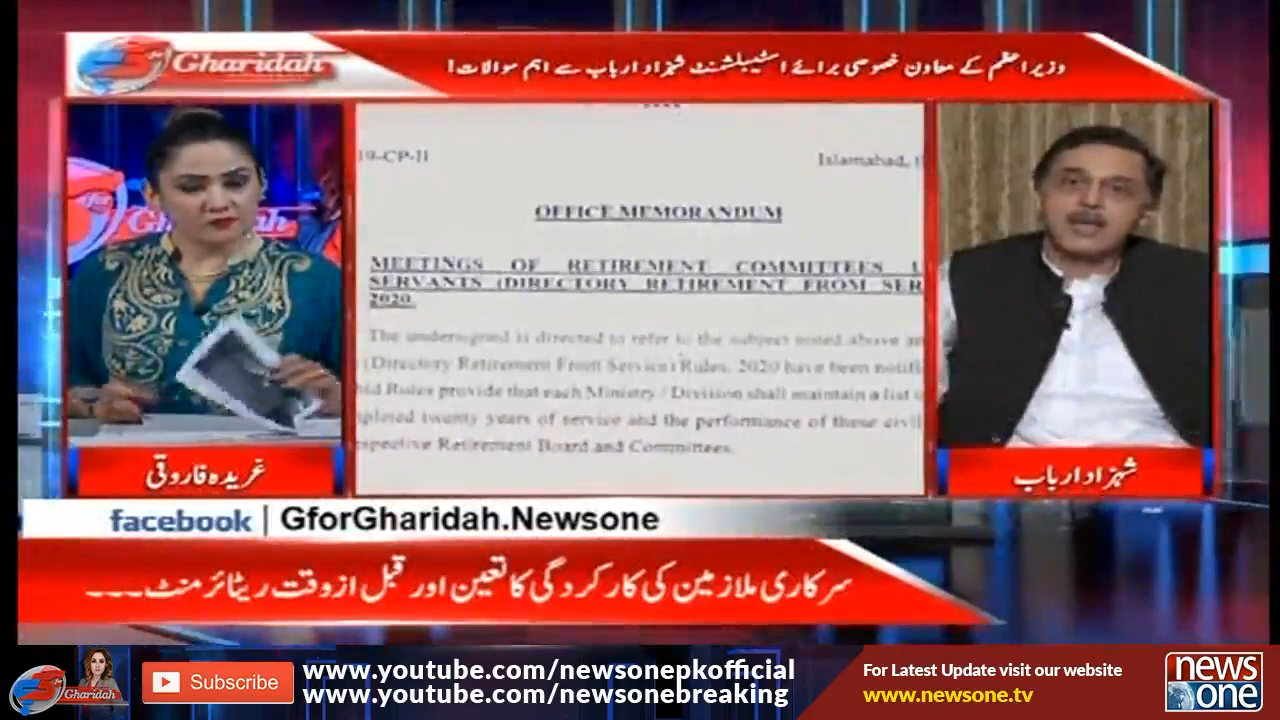 Gharidah
وزیراعظم کے معاون خصوصی برائے اسٹیبلشمنٹ شہزاد ارباب سے اہم سوالات!
for
Gharidah
19-CP-II
Islamabad,
OFFICE MEMORANDUM
MEETINGS OF RETIREMENT COMMITTEES
SERVANTS (DIRECTORY RETIREMENT FROM SER
2020.
The undersigned is directed to refer to the subject noted above
(Directory Retirement From Service) Rules, 2020 have been notifi
Rules provide that each Ministry / Division shall maintain a list
pleted twenty years of service and the performance of these civil
spective Retirement Board and Committees.
غریدہ فاروقی
شہزاد ارباب
facebook | GforGharidah.Newsone
سرکاری ملازمین کی کارکردگی کا تعین اور قبل از وقت ریٹائرمنٹ ---
Gharidah
Subscribe
www.youtube.com/newsonepkofficial
www.youtube.com/newsonebreaking
For Latest Update visit our website
www.newsone.tv
news
one